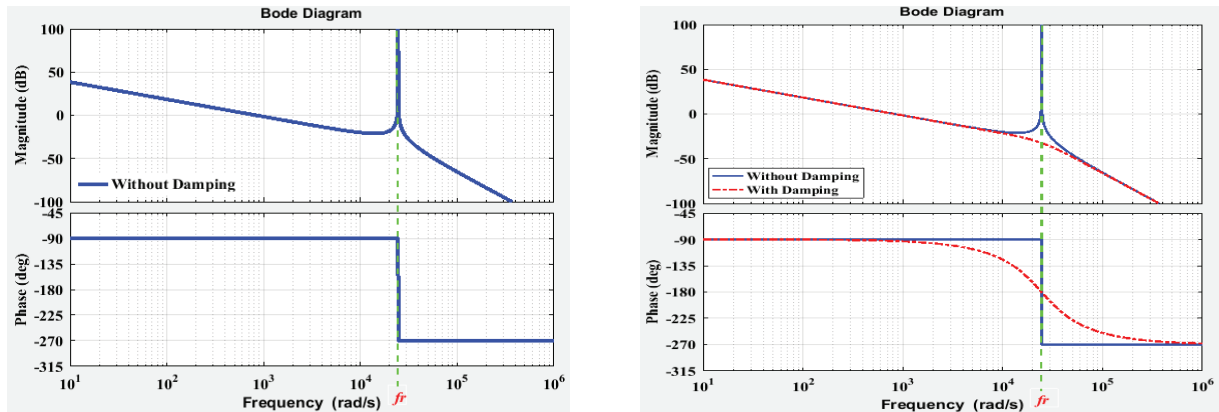 Bode Diagram
Magnitude (dB)
100
50
0
-50
-100
Without Damping
Phase (deg)
-45
-90
-135
-180
-225
-270
-315
10^1 10^2 10^3 10^4 10^5 10^6
fr
Frequency (rad/s)
Bode Diagram
Magnitude (dB)
100
50
0
-50
-100
Without Damping
With Damping
Phase (deg)
-45
-90
-135
-180
-225
-270
-315
10^1 10^2 10^3 10^4 10^5 10^6
fr
Frequency (rad/s)